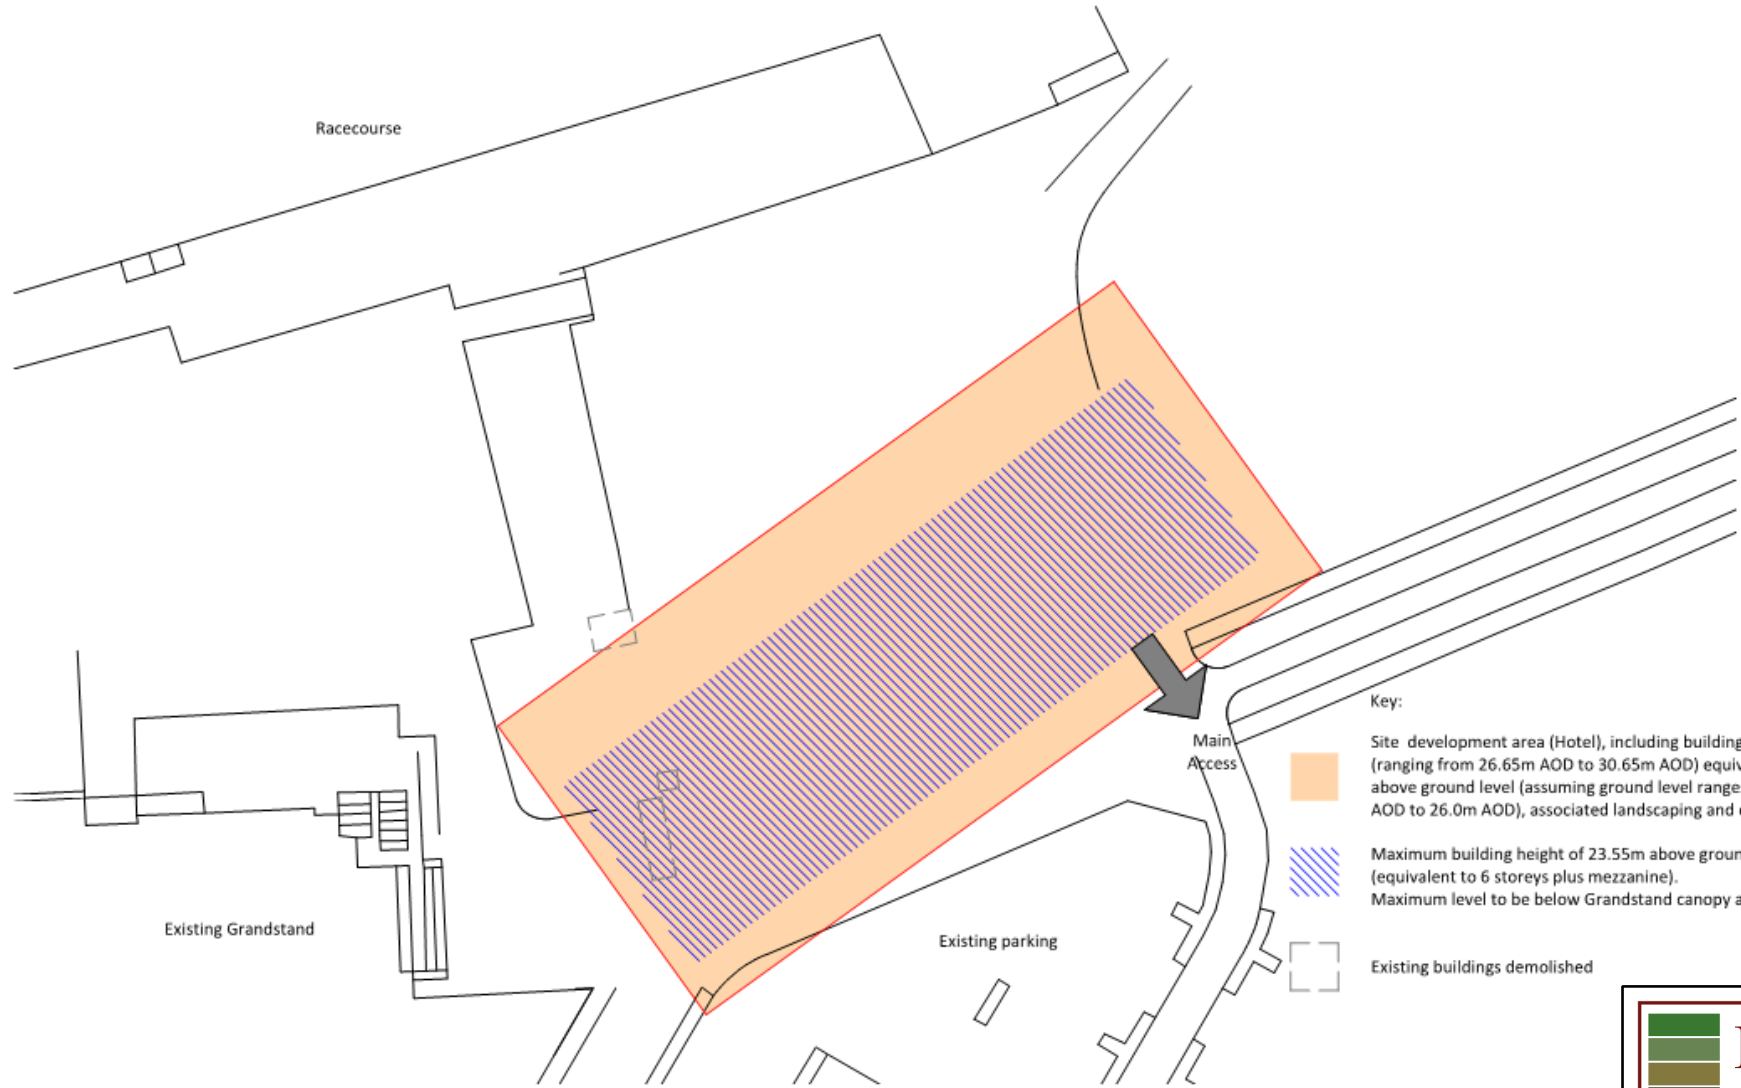 Racecourse
Key:
Main
Access
Site development area (Hotel), including building
(ranging from 26.65m AOD to 30.65m AOD)
above ground level (assuming ground level
AOD to 26.0m AOD), associated landscaping and
Maximum building height of 23.55m above
(equivalent to 6 storeys plus mezzanine).
Maximum level to be below Grandstand canopy
Existing Grandstand
Existing parking
Existing buildings demolished